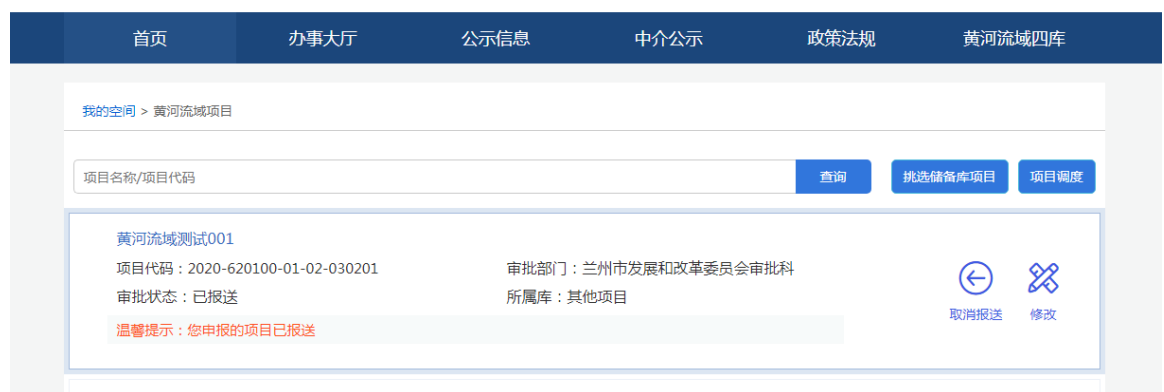 首页 办事大厅 公示信息 中介公示 政策法规 黄河流域四库
我的空间 > 黄河流域项目
项目名称/项目代码 查询 挑选储备库项目 项目调度
黄河流域测试001
项目代码：2020-620100-01-02-030201 审批部门：兰州市发展和改革委员会审批科
审批状态：已报送 所属库：其他项目
取消报送 修改
温馨提示：您申报的项目已报送